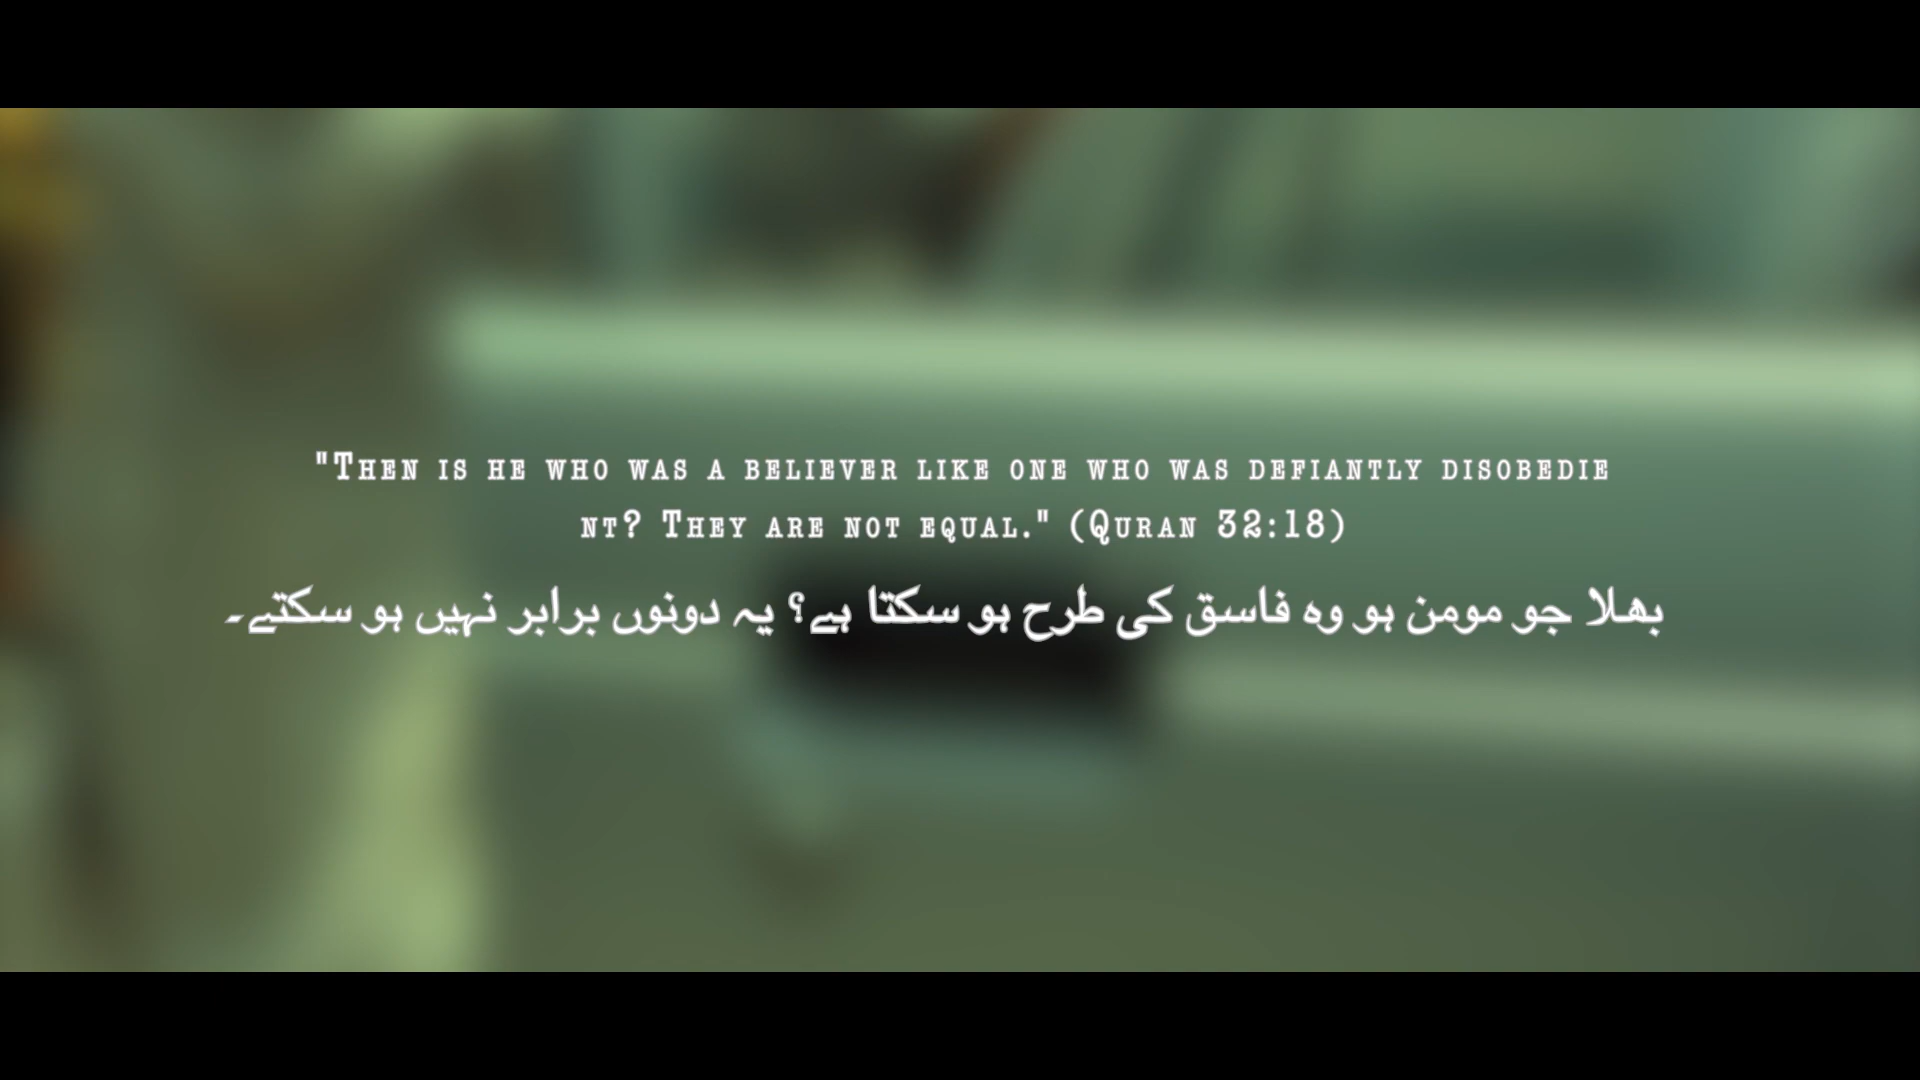 "Then is he who was a believer like one who was defiantly disobedie
nt? They are not equal." (Quran 32:18)
بھلا جو مومن ہو وہ فاسق کی طرح ہو سکتا ہے؟ یہ دونوں برابر نہیں ہو سکتے۔